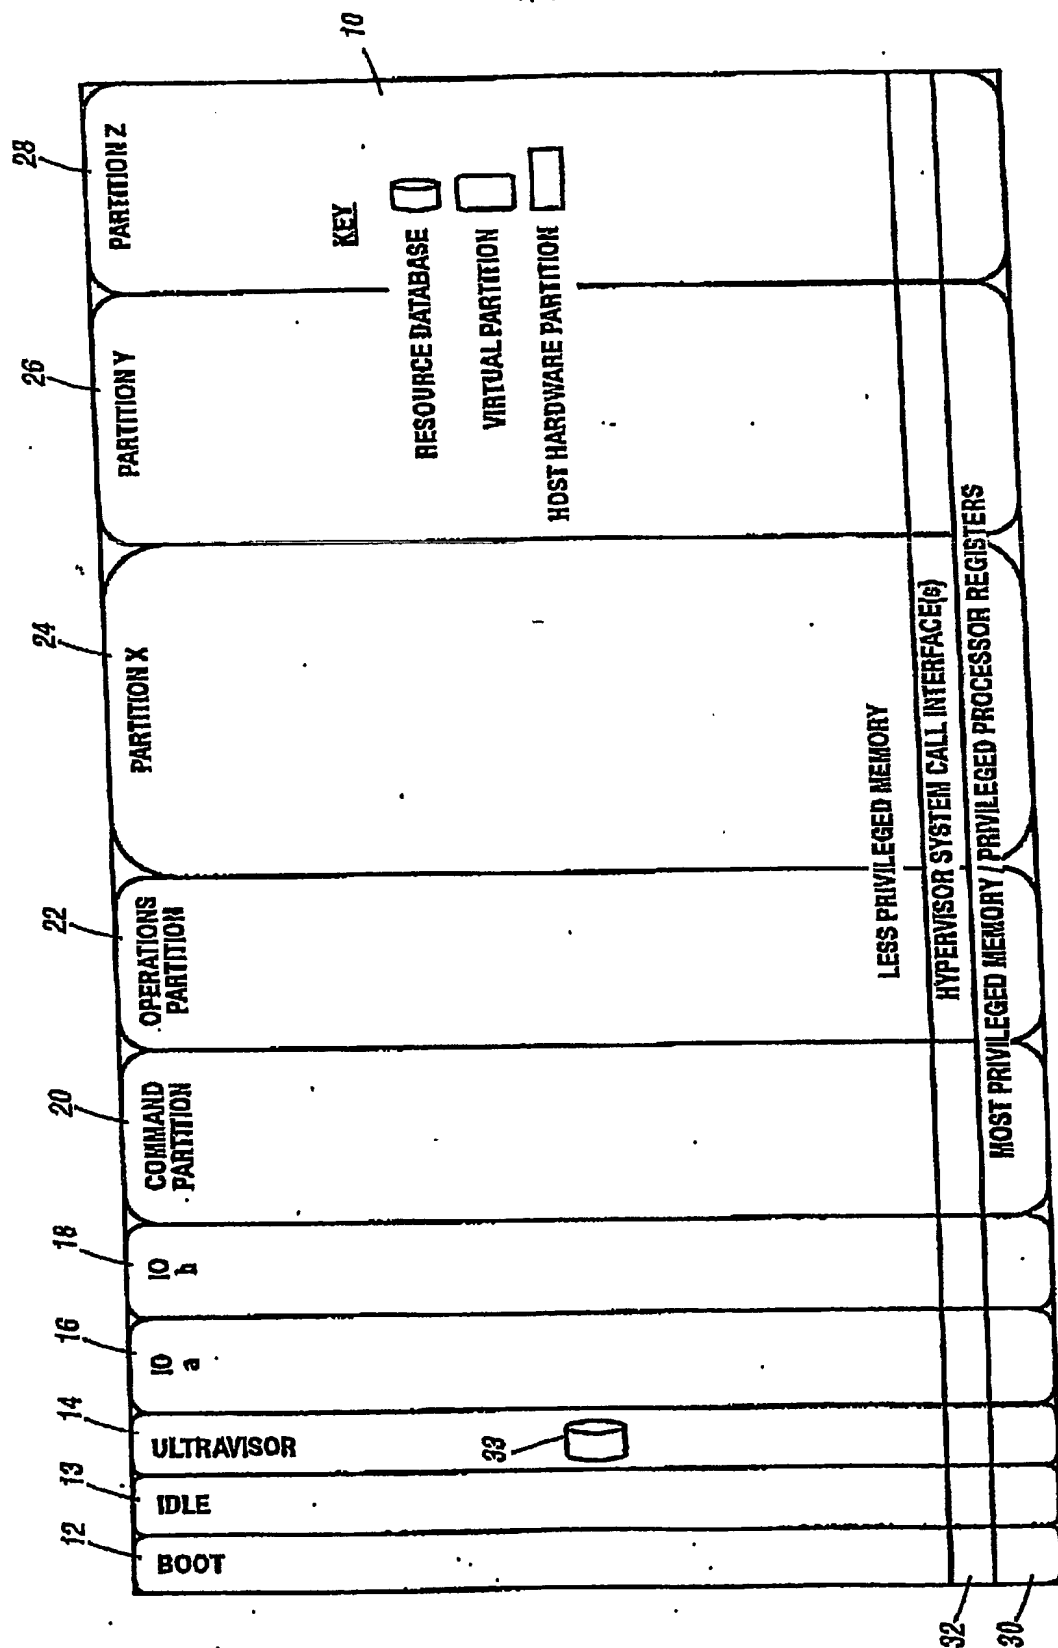 10
12
13
14
16
18
20
22
24
26
28
BOOT
IDLE
ULTRAVISOR
IO
a
IO
h
COMMAND
PARTITION
OPERATIONS
PARTITION
PARTITION X
PARTITION Y
PARTITION Z
KEY
RESOURCE DATABASE
VIRTUAL PARTITION
HOST HARDWARE PARTITION
33
LESS PRIVILEGED MEMORY
32
HYPERVISOR SYSTEM CALL INTERFACE(s)
30
MOST PRIVILEGED MEMORY / PRIVILEGED PROCESSOR REGISTERS